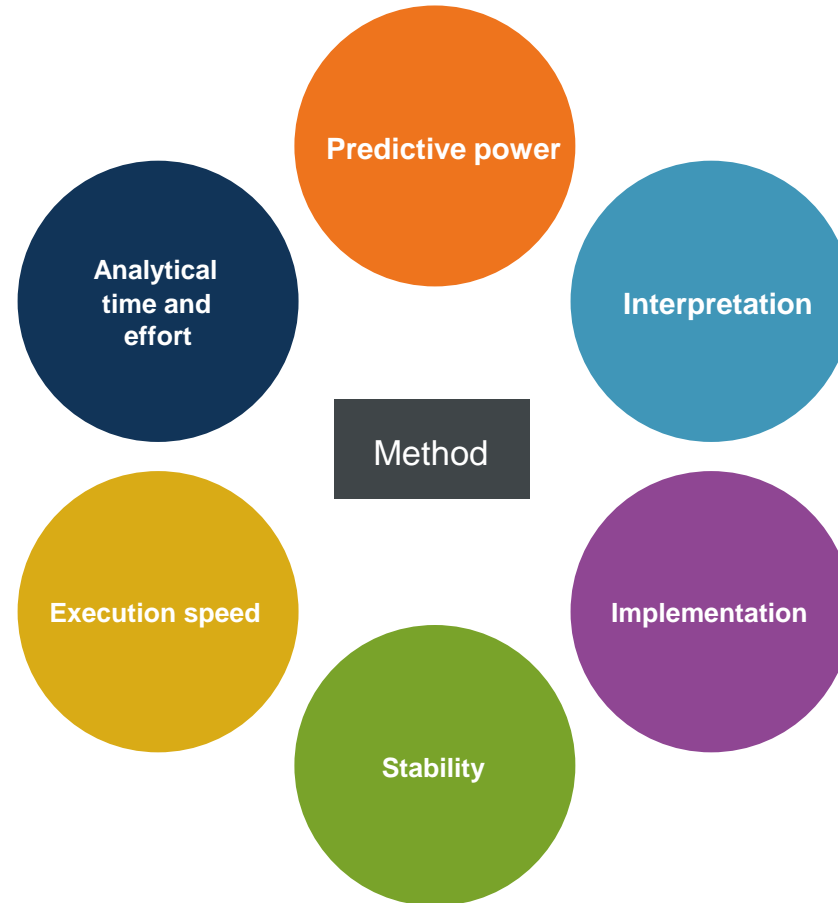 Predictive power
Analytical
time and
effort
Interpretation
Method
Execution speed
Implementation
Stability